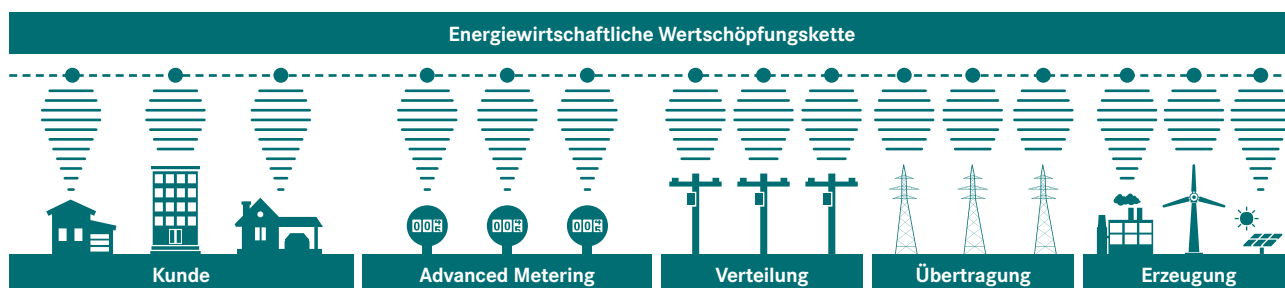 Energiewirtschaftliche Wertschöpfungskette
Kunde
Advanced Metering
Verteilung
Übertragung
Erzeugung